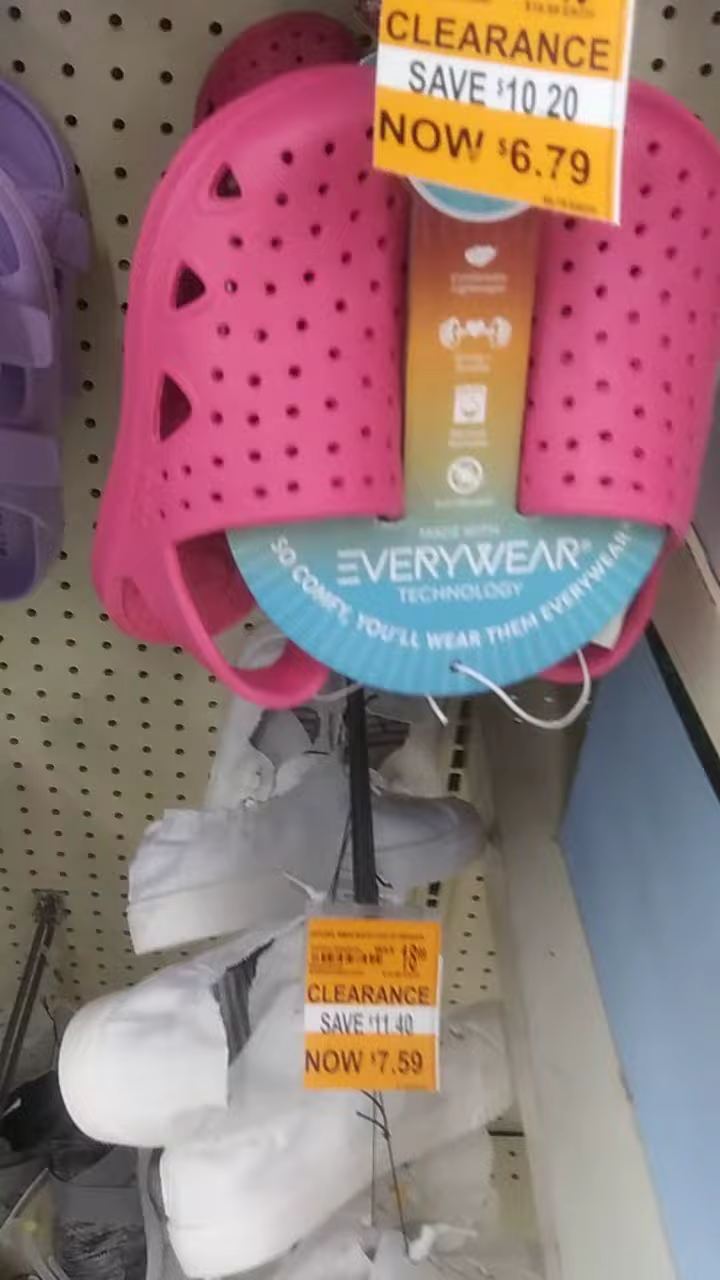 CLEARANCE
SAVE $10 20
NOW $6.79
MADE WITH
EVERYWEAR®
TECHNOLOGY
SO COMFY, YOU'LL WEAR THEM EVERYWEAR®
18
CLEARANCE
SAVE $11.40
NOW $7.59